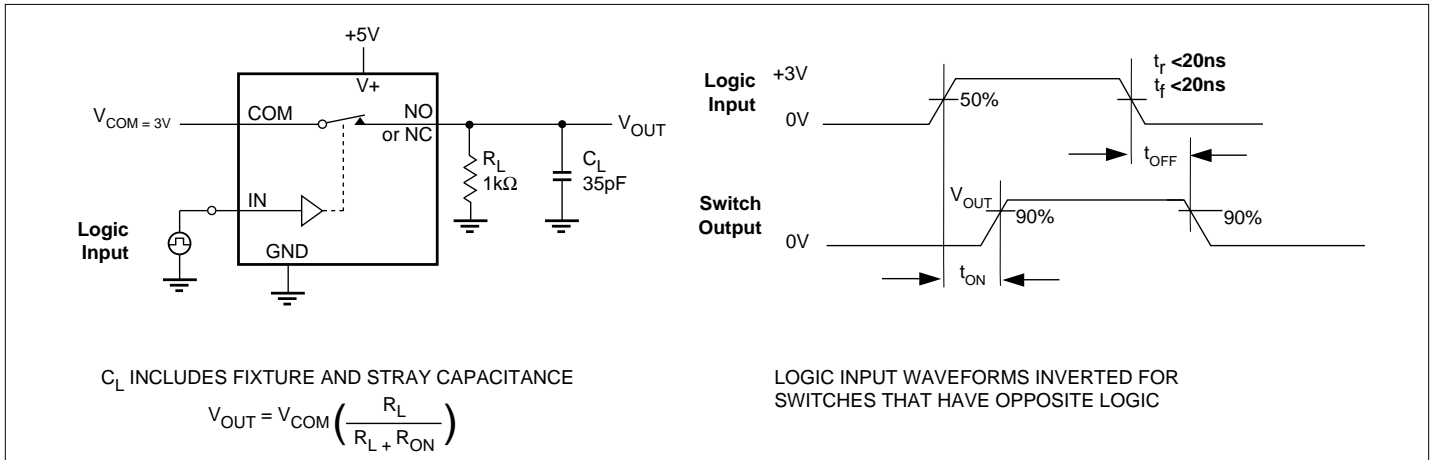 +5V
V+
V_COM = 3V
COM
NO
or NC
V_OUT
R_L
1kΩ
C_L
35pF
IN
Logic
Input
GND
C_L INCLUDES FIXTURE AND STRAY CAPACITANCE
V_OUT = V_COM ( R_L / R_L + R_ON )
Logic
Input
+3V
0V
50%
t_r <20ns
t_f <20ns
t_OFF
Switch
Output
V_OUT
0V
90%
90%
t_ON
LOGIC INPUT WAVEFORMS INVERTED FOR
SWITCHES THAT HAVE OPPOSITE LOGIC